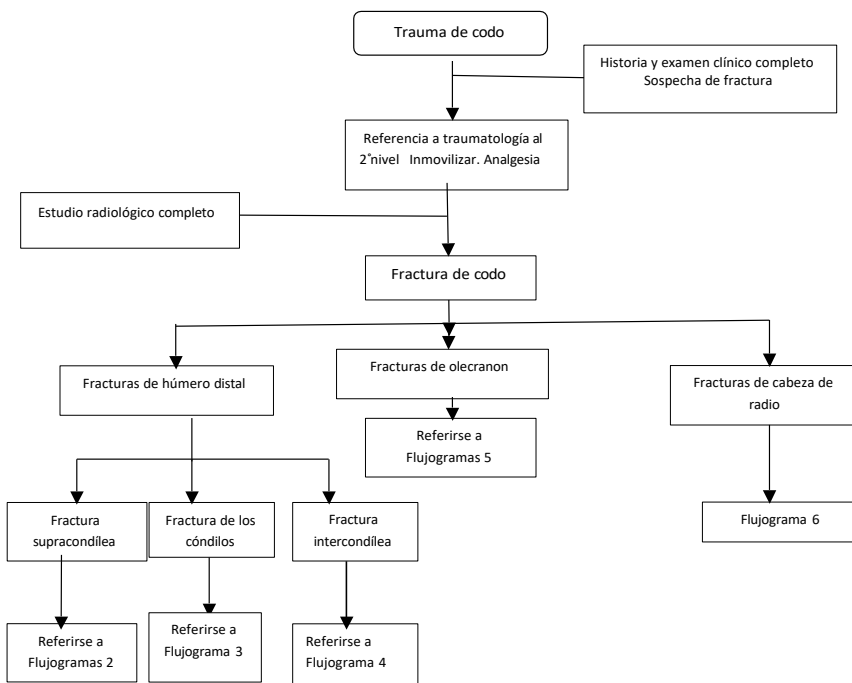 Trauma de codo
Historia y examen clínico completo
Sospecha de fractura
Referencia a traumatología al
2°nivel Inmovilizar. Analgesia
Estudio radiológico completo
Fractura de codo
Fracturas de húmero distal
Fracturas de olecranon
Fracturas de cabeza de
radio
Referirse a
Flujogramas 5
Fractura
supracondílea
Fractura de los
cóndilos
Fractura
intercondílea
Flujograma 6
Referirse a
Flujogramas 2
Referirse a
Flujograma 3
Referirse a
Flujograma 4